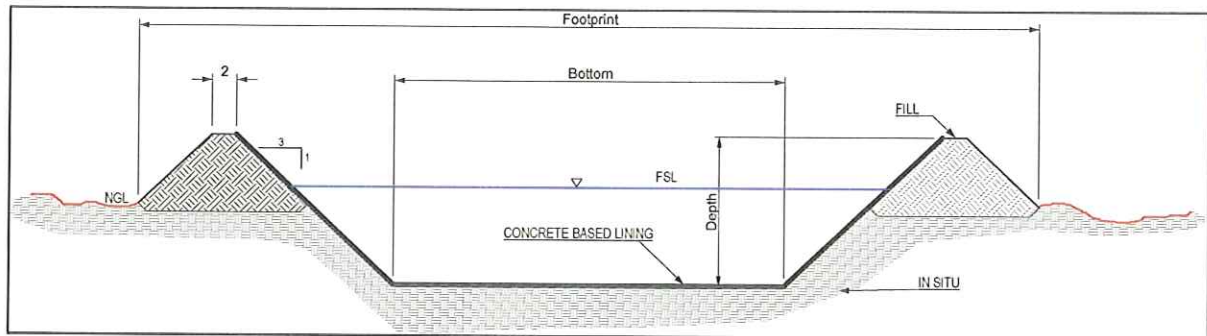 Footprint
2
Bottom
FILL
3
1
NGL
FSL
Depth
CONCRETE BASED LINING
IN SITU